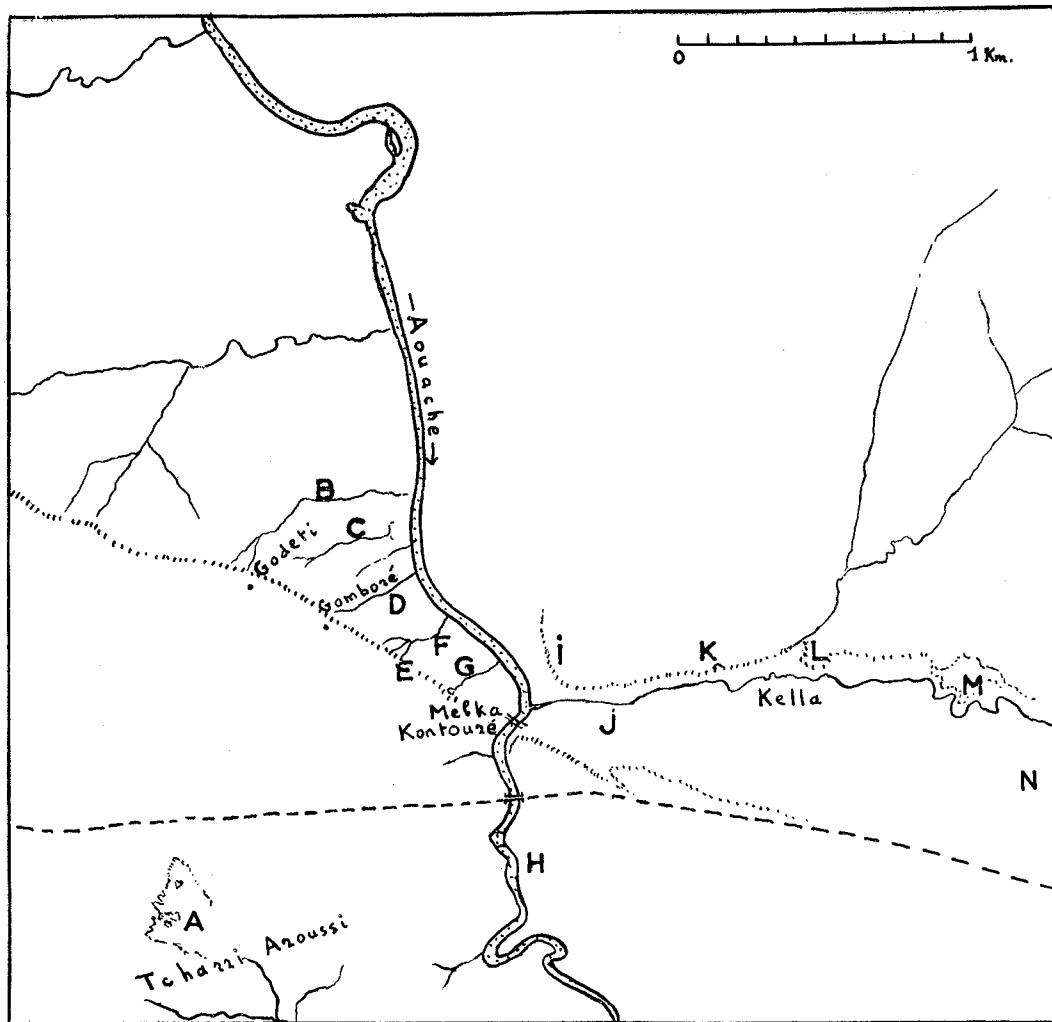 0 1 Km.
Aouache
B
Godeti
C
Gomboré
D
F
E
G
i
K
L
M
Melka
Kontouré
J
Kella
N
H
A
Tcharri Aroussi